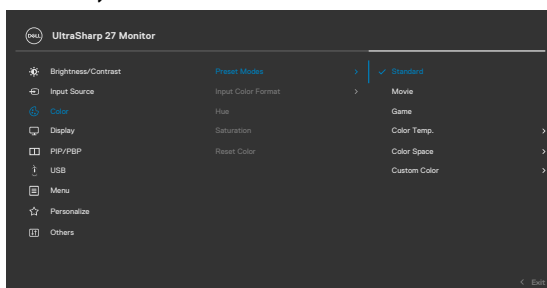 DELL
UltraSharp 27 Monitor
Brightness/Contrast
Input Source
Color
Display
PIP/PBP
USB
Menu
Personalize
Others
Preset Modes
Input Color Format
Hue
Saturation
Reset Color
Standard
Movie
Game
Color Temp.
Color Space
Custom Color
Exit